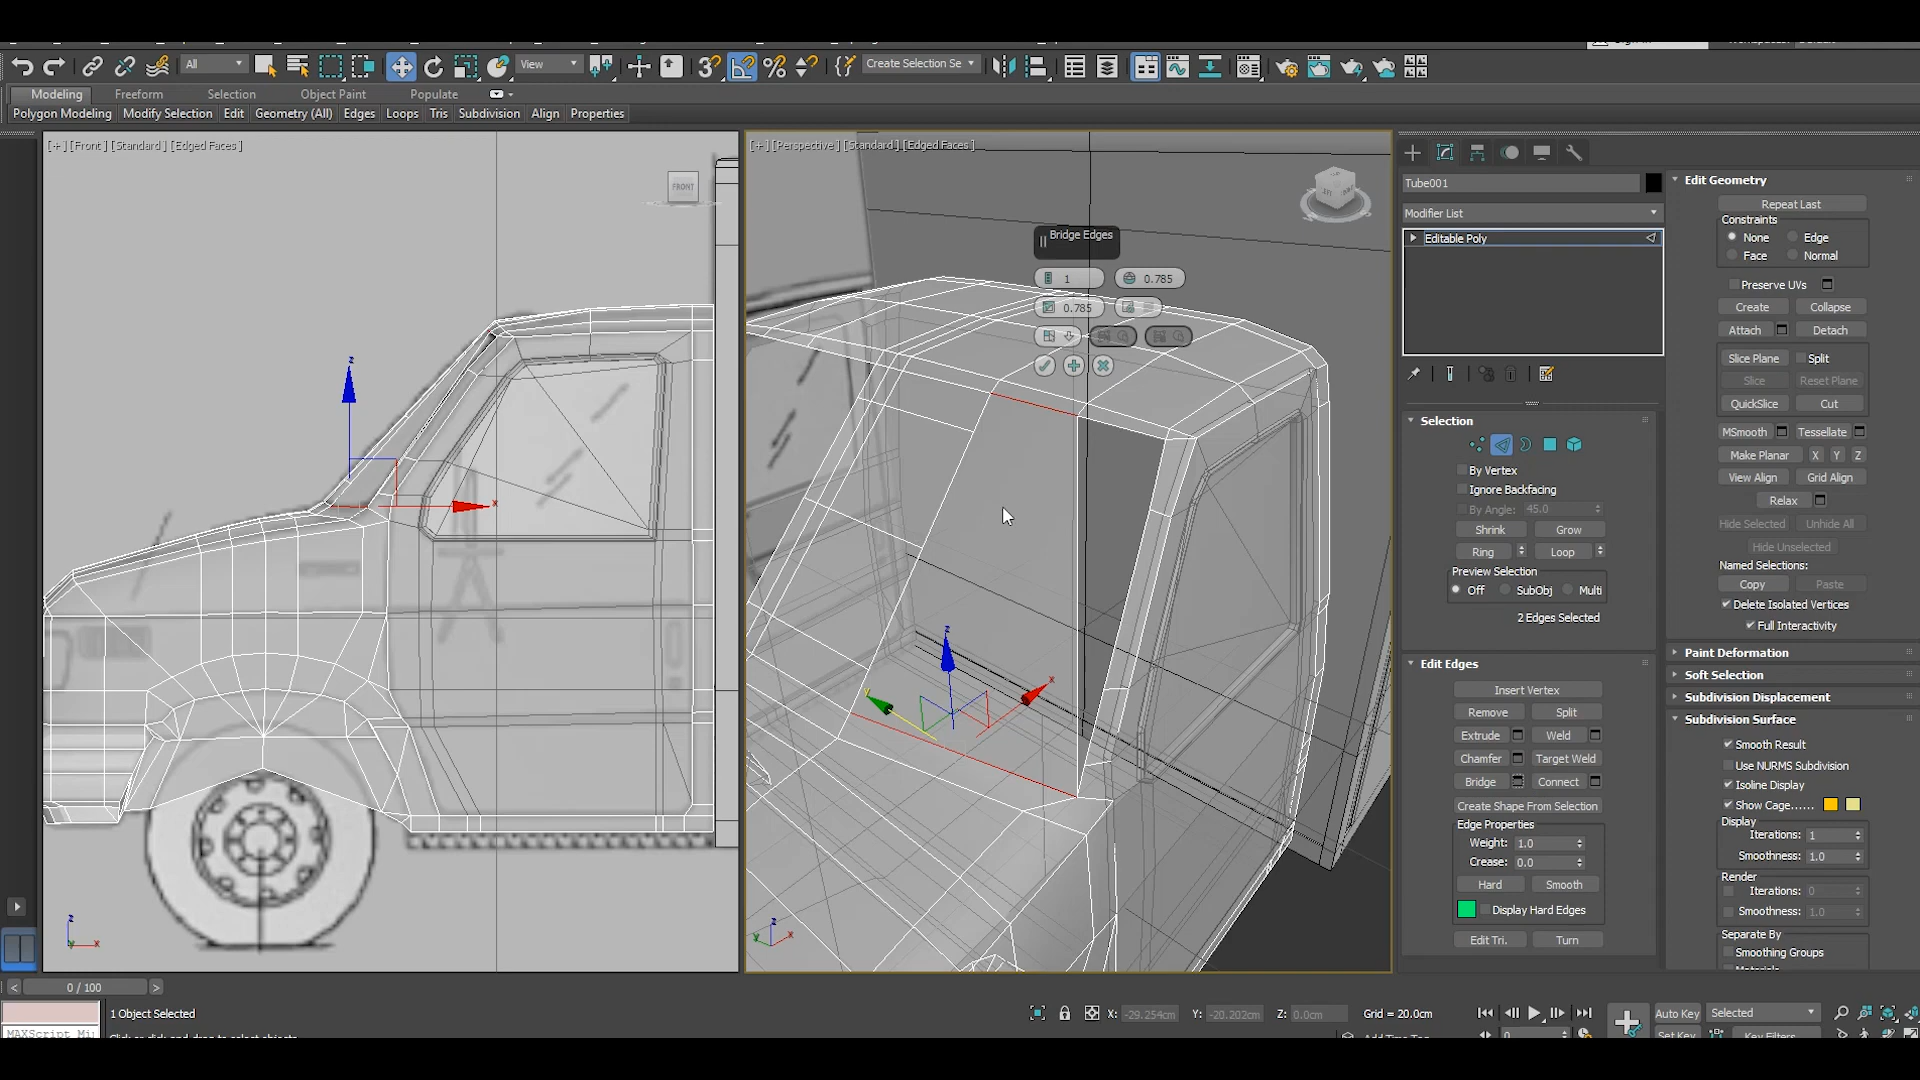 All
View
Create Selection Se
Modeling Freeform Selection Object Paint Populate
Polygon Modeling Modify Selection Edit Geometry (All) Edges Loops Tris Subdivision Align Properties
[+] [Front] [Standard] [Edged Faces]
FRONT
z
x
z
x
[+] [Perspective] [Standard] [Edged Faces]
Bridge Edges
1 0.785
0.785
z
x
y
z
x
Tube001
Modifier List
Editable Poly
Selection
By Vertex
Ignore Backfacing
By Angle: 45.0
Shrink Grow
Ring Loop
Preview Selection
Off SubObj Multi
2 Edges Selected
Edit Edges
Insert Vertex
Remove Split
Extrude Weld
Chamfer Target Weld
Bridge Connect
Create Shape From Selection
Edge Properties
Weight: 1.0
Crease: 0.0
Hard Smooth
Display Hard Edges
Edit Tri. Turn
Edit Geometry
Repeat Last
Constraints
None Edge
Face Normal
Preserve UVs
Create Collapse
Attach Detach
Slice Plane Split
Slice Reset Plane
QuickSlice Cut
MSmooth Tessellate
Make Planar X Y Z
View Align Grid Align
Relax
Hide Selected Unhide All
Hide Unselected
Named Selections:
Copy Paste
Delete Isolated Vertices
Full Interactivity
Paint Deformation
Soft Selection
Subdivision Displacement
Subdivision Surface
Smooth Result
Use NURMS Subdivision
Isoline Display
Show Cage......
Display
Iterations: 1
Smoothness: 1.0
Render
Iterations: 0
Smoothness: 1.0
Separate By
Smoothing Groups
0 / 100
MAXScript Mi
1 Object Selected
X: -29.254cm Y: -20.202cm Z: 0.0cm Grid = 20.0cm
Auto Key Selected
Set Key Key Filters...
0